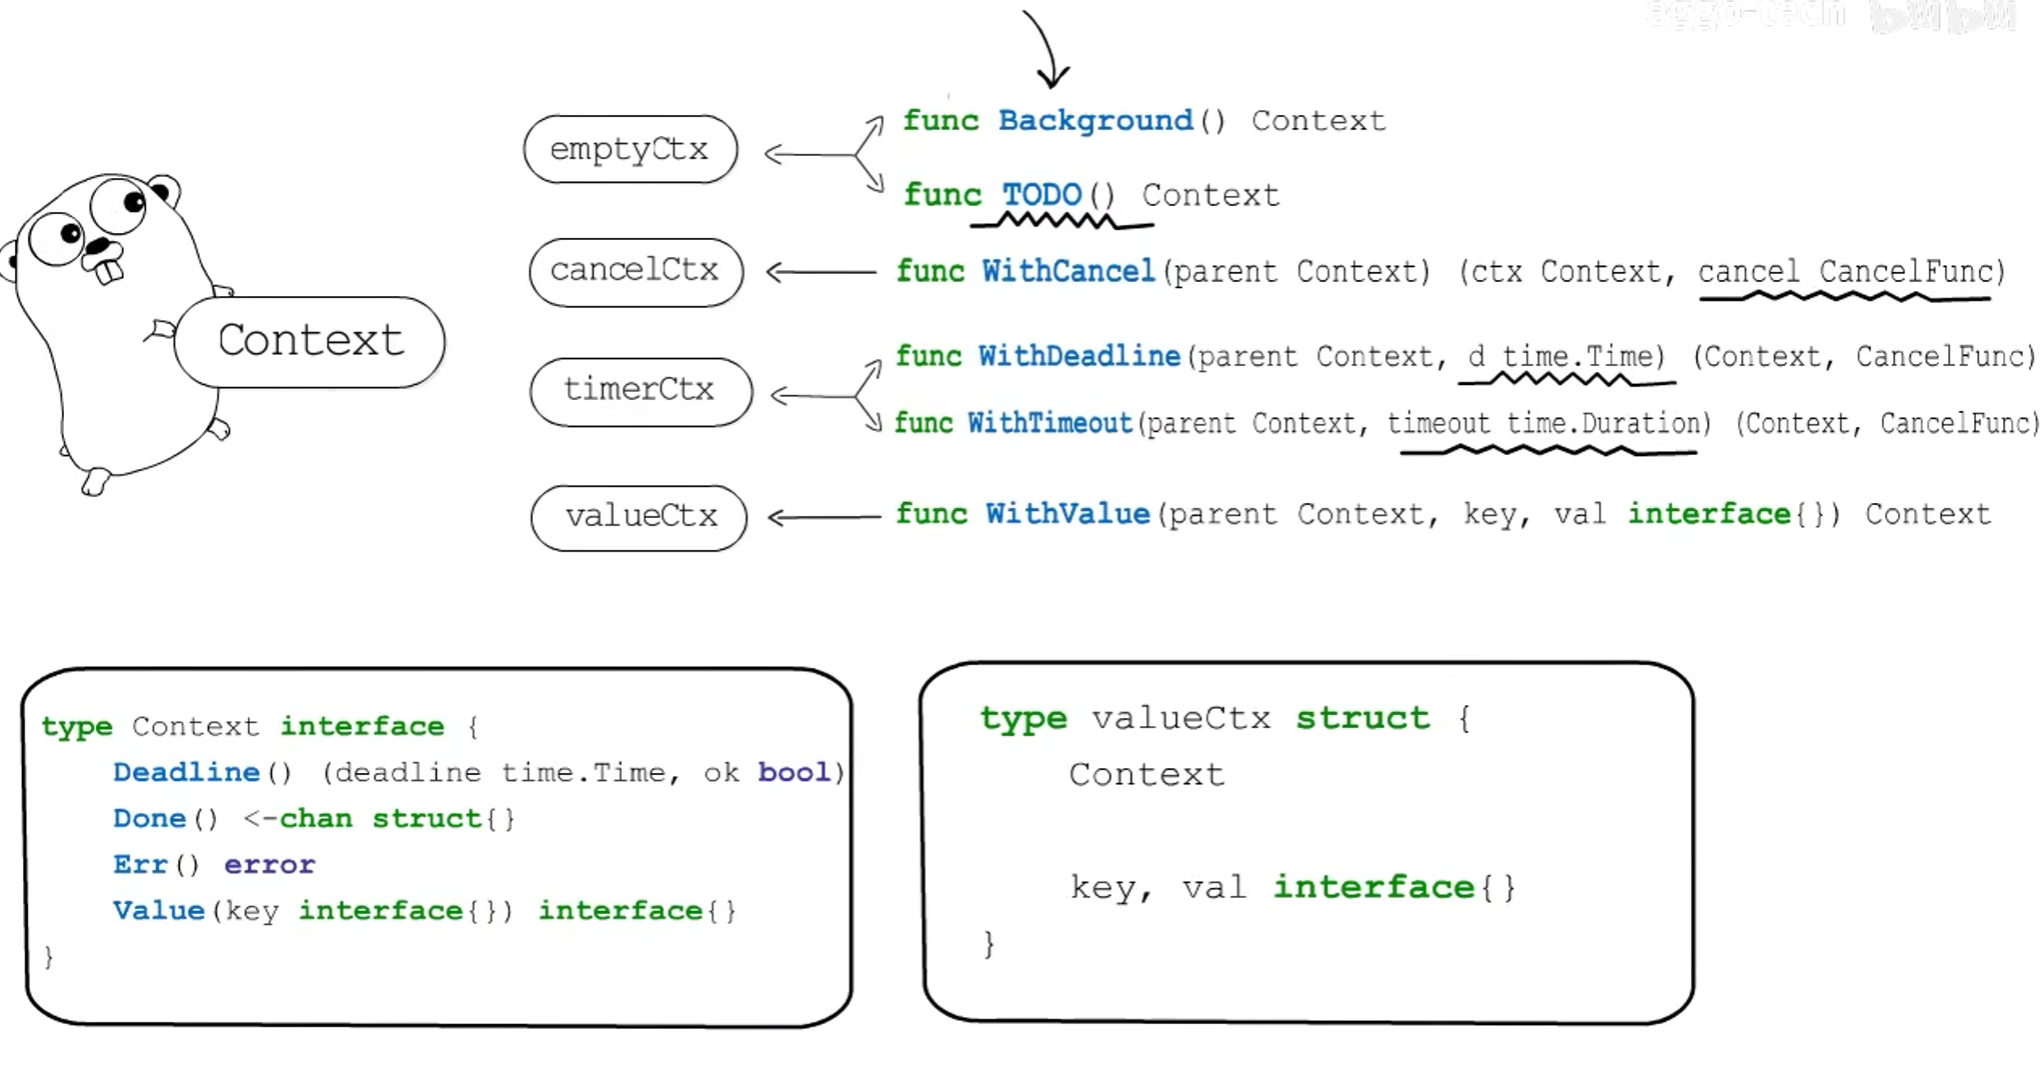 eggo-tech bilibili
emptyCtx
func Background() Context
func TODO() Context
cancelCtx
func WithCancel(parent Context) (ctx Context, cancel CancelFunc)
Context
timerCtx
func WithDeadline(parent Context, d time.Time) (Context, CancelFunc)
func WithTimeout(parent Context, timeout time.Duration) (Context, CancelFunc)
valueCtx
func WithValue(parent Context, key, val interface{}) Context
type Context interface {
Deadline() (deadline time.Time, ok bool)
Done() <-chan struct{}
Err() error
Value(key interface{}) interface{}
}
type valueCtx struct {
Context
key, val interface{}
}